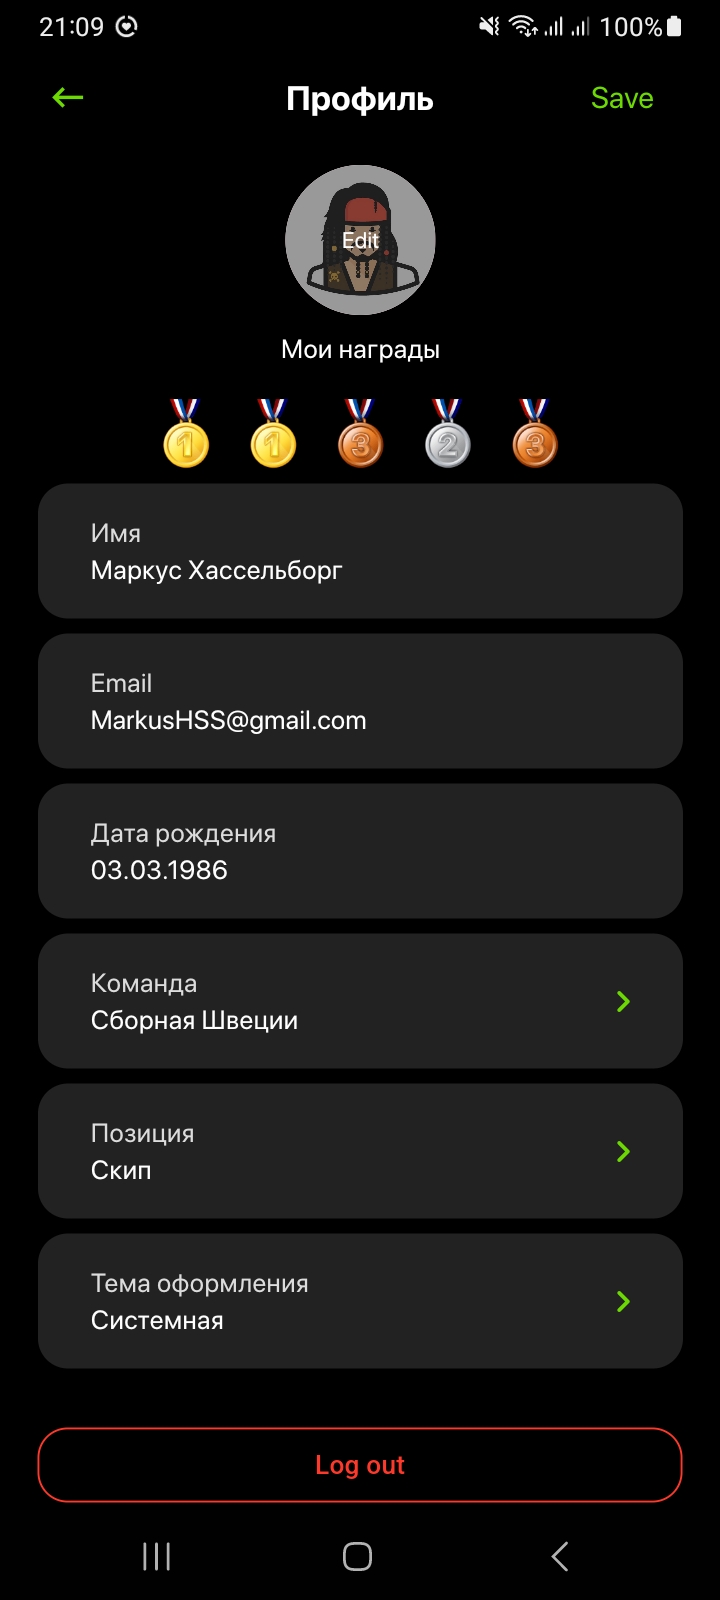 21:09 100%
Профиль Save
Edit
Мои награды
1 1 3 2 3
Имя
Маркус Хассельборг
Email
MarkusHSS@gmail.com
Дата рождения
03.03.1986
Команда
Сборная Швеции
Позиция
Скип
Тема оформления
Системная
Log out